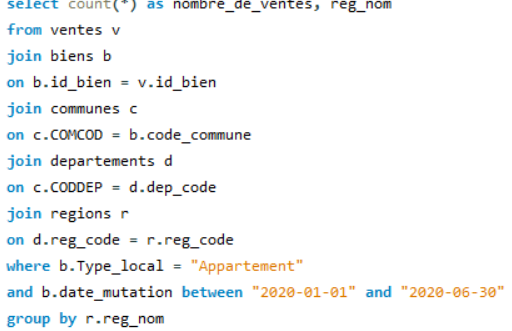 select count(*) as nombre_de_ventes, reg_nom
from ventes v
join biens b
on b.id_bien = v.id_bien
join communes c
on c.COMCOD = b.code_commune
join departements d
on c.CODDEP = d.dep_code
join regions r
on d.reg_code = r.reg_code
where b.Type_local = "Appartement"
and b.date_mutation between "2020-01-01" and "2020-06-30"
group by r.reg_nom